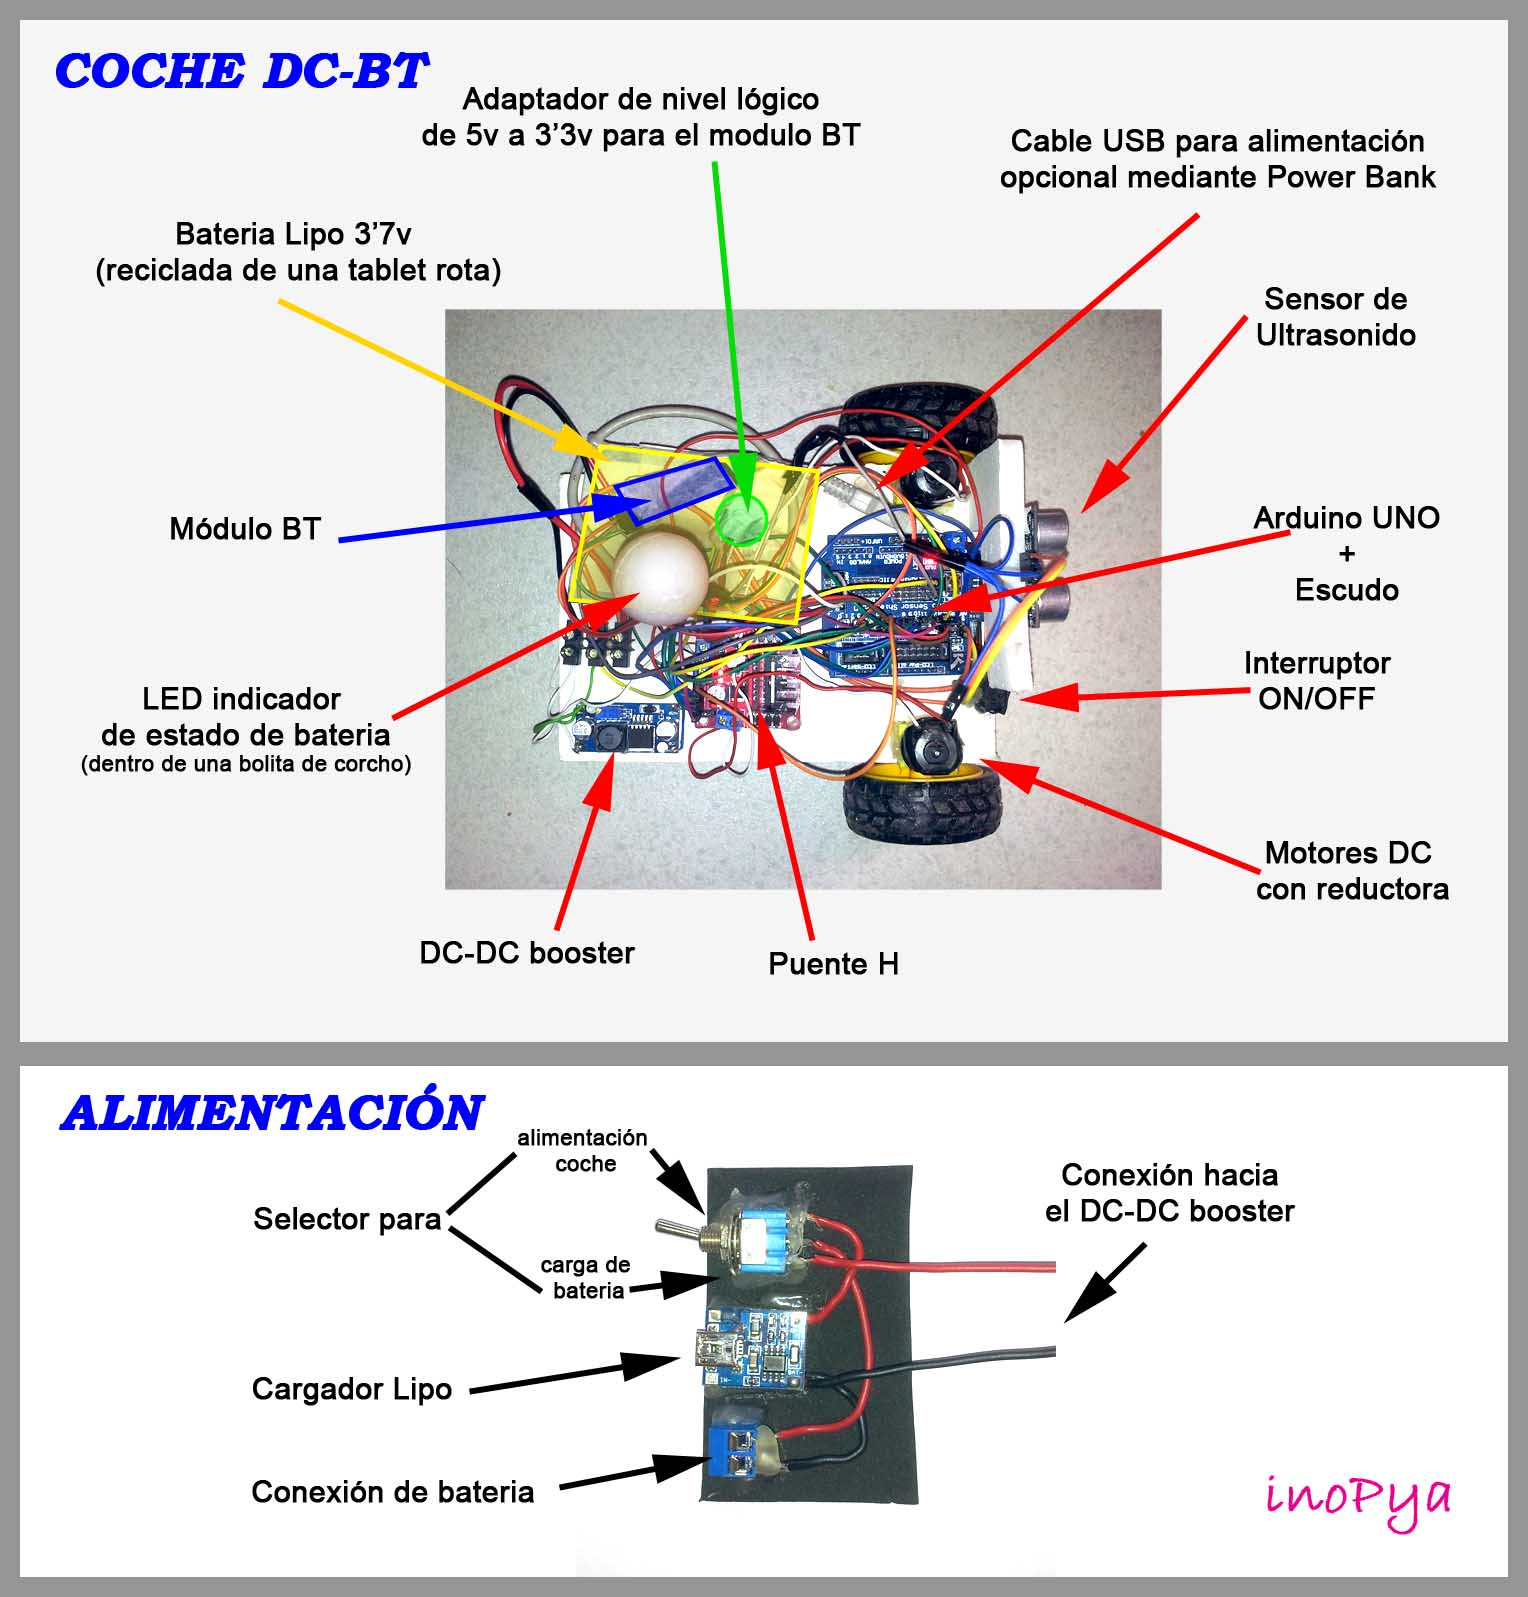 COCHE DC-BT
Adaptador de nivel lógico
de 5v a 3'3v para el modulo BT
Cable USB para alimentación
opcional mediante Power Bank
Bateria Lipo 3'7v
(reciclada de una tablet rota)
Sensor de
Ultrasonido
Módulo BT
Arduino UNO
+
Escudo
LED indicador
de estado de bateria
(dentro de una bolita de corcho)
Interruptor
ON/OFF
Motores DC
con reductora
DC-DC booster
Puente H
ALIMENTACIÓN
alimentación
coche
Selector para
carga de
bateria
Conexión hacia
el DC-DC booster
Cargador Lipo
IN-
Conexión de bateria
inoPya